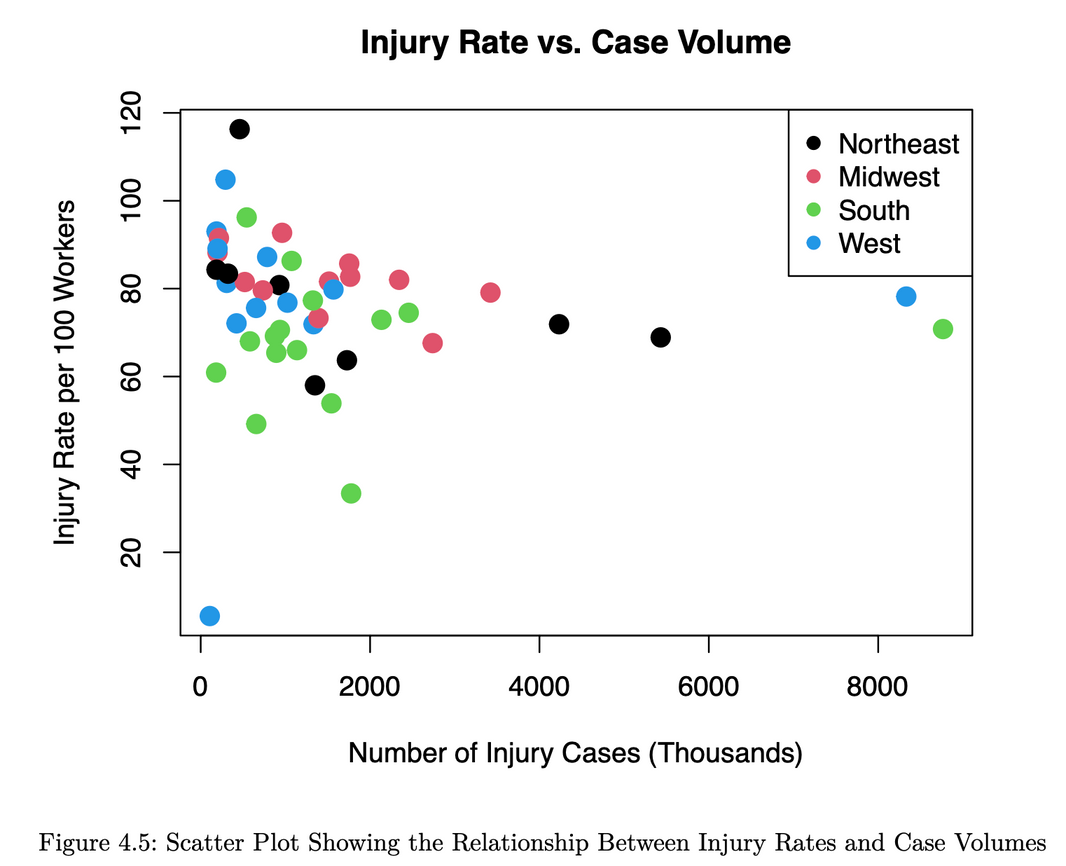 Injury Rate vs. Case Volume
120
100
80
60
40
20
Injury Rate per 100 Workers
Northeast
Midwest
South
West
0 2000 4000 6000 8000
Number of Injury Cases (Thousands)
Figure 4.5: Scatter Plot Showing the Relationship Between Injury Rates and Case Volumes